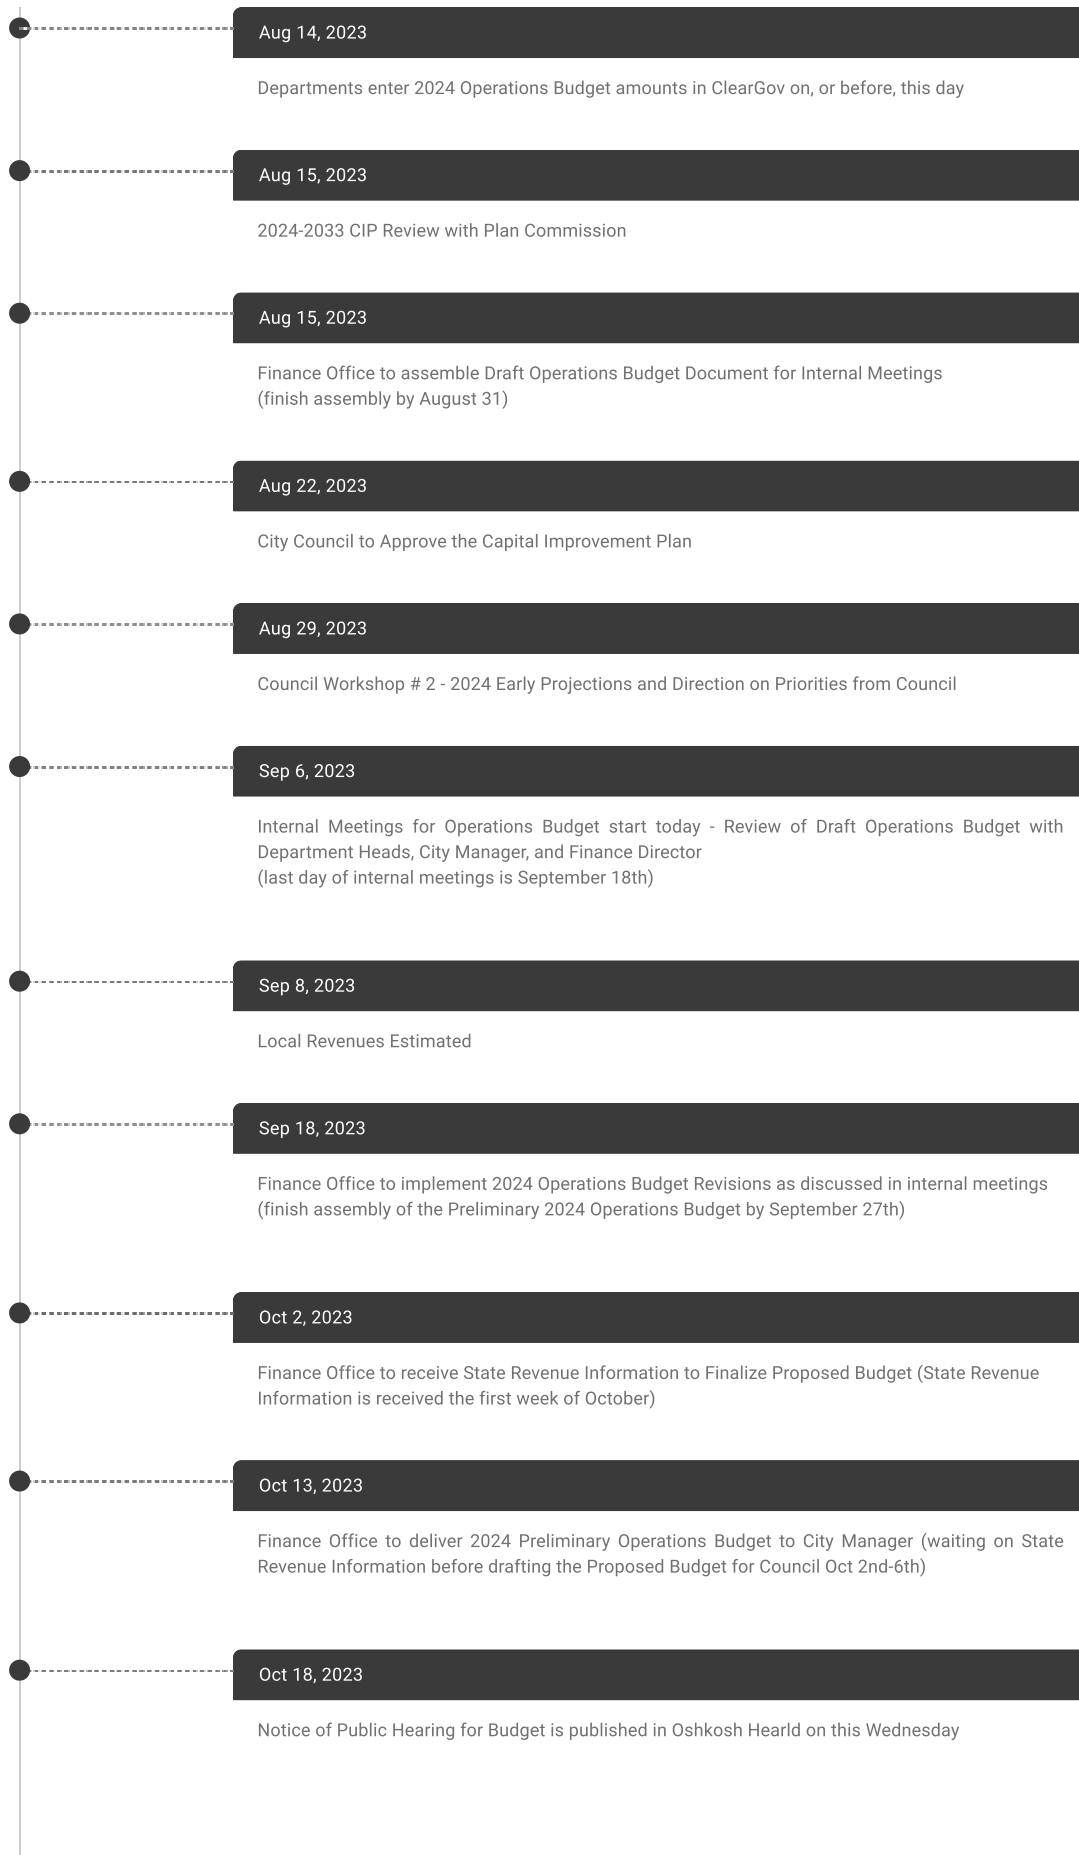 Aug 14, 2023
Departments enter 2024 Operations Budget amounts in ClearGov on, or before, this day
Aug 15, 2023
2024-2033 CIP Review with Plan Commission
Aug 15, 2023
Finance Office to assemble Draft Operations Budget Document for Internal Meetings
(finish assembly by August 31)
Aug 22, 2023
City Council to Approve the Capital Improvement Plan
Aug 29, 2023
Council Workshop # 2 - 2024 Early Projections and Direction on Priorities from Council
Sep 6, 2023
Internal Meetings for Operations Budget start today - Review of Draft Operations Budget with
Department Heads, City Manager, and Finance Director
(last day of internal meetings is September 18th)
Sep 8, 2023
Local Revenues Estimated
Sep 18, 2023
Finance Office to implement 2024 Operations Budget Revisions as discussed in internal meetings
(finish assembly of the Preliminary 2024 Operations Budget by September 27th)
Oct 2, 2023
Finance Office to receive State Revenue Information to Finalize Proposed Budget (State Revenue
Information is received the first week of October)
Oct 13, 2023
Finance Office to deliver 2024 Preliminary Operations Budget to City Manager (waiting on State
Revenue Information before drafting the Proposed Budget for Council Oct 2nd-6th)
Oct 18, 2023
Notice of Public Hearing for Budget is published in Oshkosh Hearld on this Wednesday